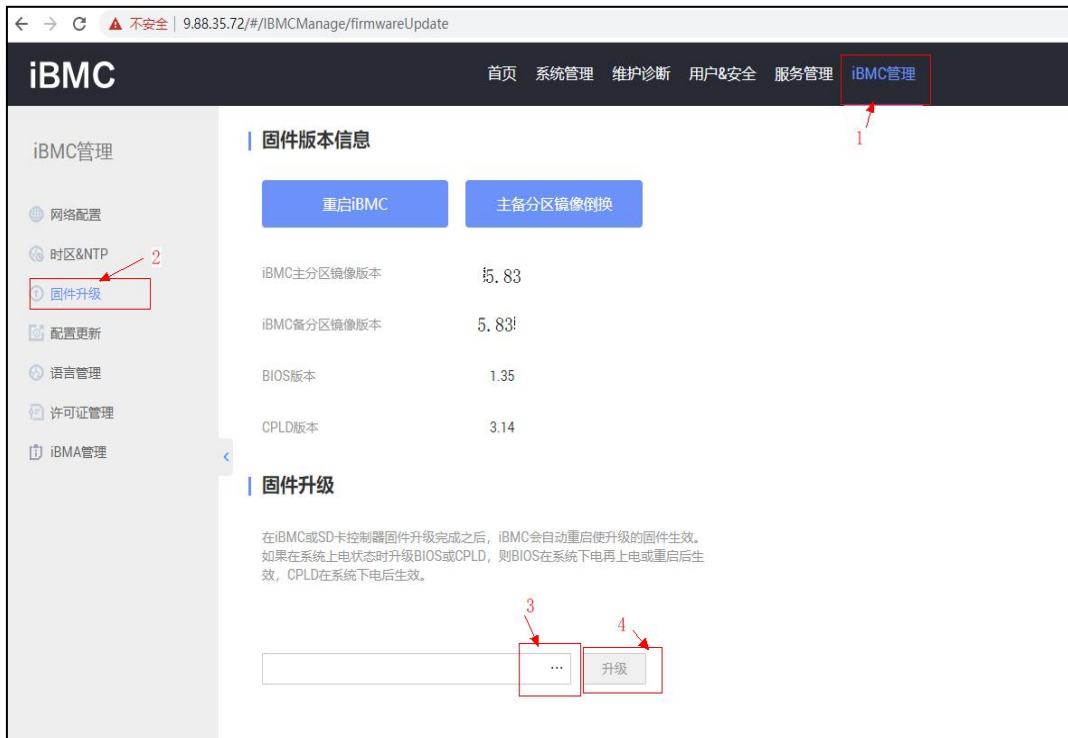 不安全 | 9.88.35.72/#/IBMCManage/firmwareUpdate
iBMC
首页 系统管理 维护诊断 用户&安全 服务管理 iBMC管理
1
iBMC管理
网络配置
时区&NTP
2
固件升级
配置更新
语言管理
许可证管理
iBMA管理
固件版本信息
重启iBMC 主备分区镜像倒换
iBMC主分区镜像版本 5.83
iBMC备分区镜像版本 5.83
BIOS版本 1.35
CPLD版本 3.14
固件升级
在iBMC或SD卡控制器固件升级完成之后，iBMC会自动重启使升级的固件生效。
如果在系统上电状态时升级BIOS或CPLD，则BIOS在系统下电再上电或重启后生
效，CPLD在系统下电后生效。
3
4
... 升级